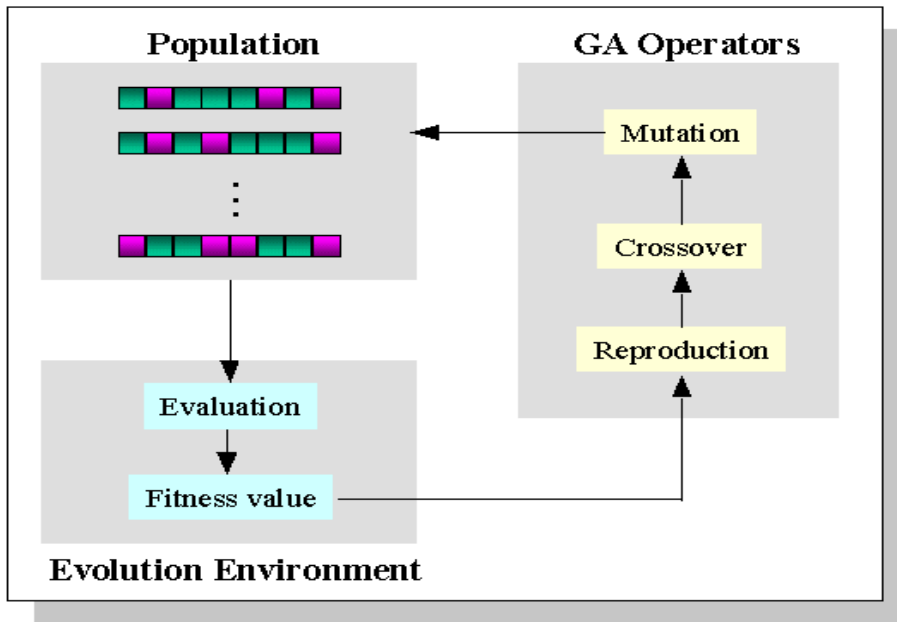 Population
GA Operators
Mutation
Crossover
Reproduction
Evaluation
Fitness value
Evolution Environment